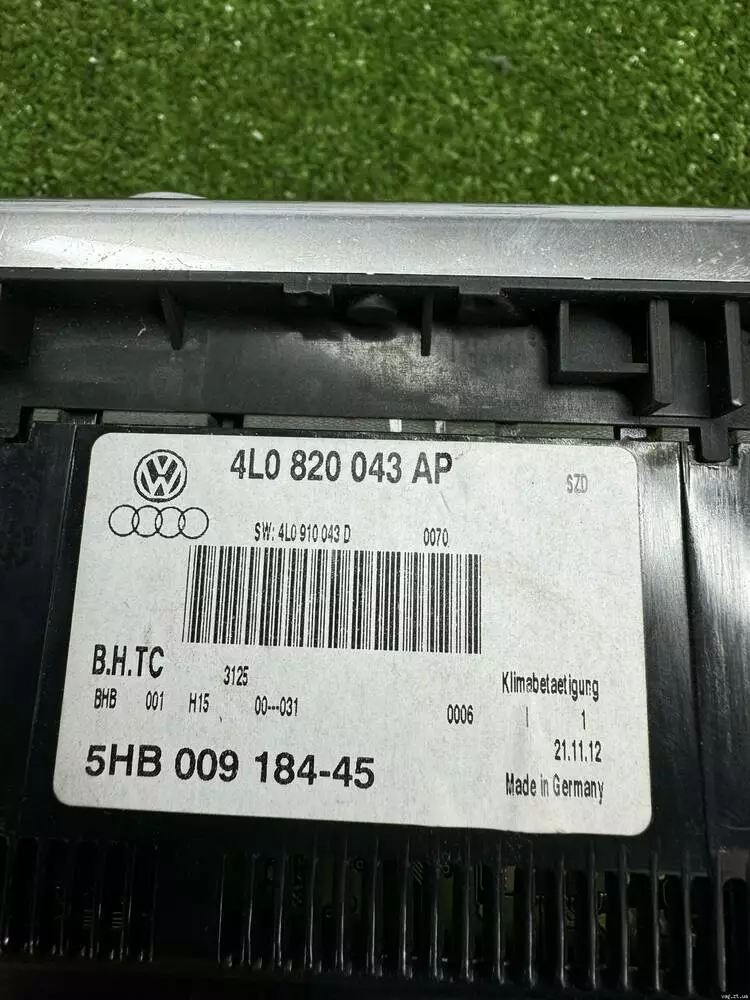 4L0 820 043 AP
SZD
SW: 4L0 910 043 D 0070
B.H.TC 3125
BHB 001 H15 00---031 0006
5HB 009 184-45
Klimabetaetigung
I 1
21.11.12
Made in Germany
vag.zt.ua